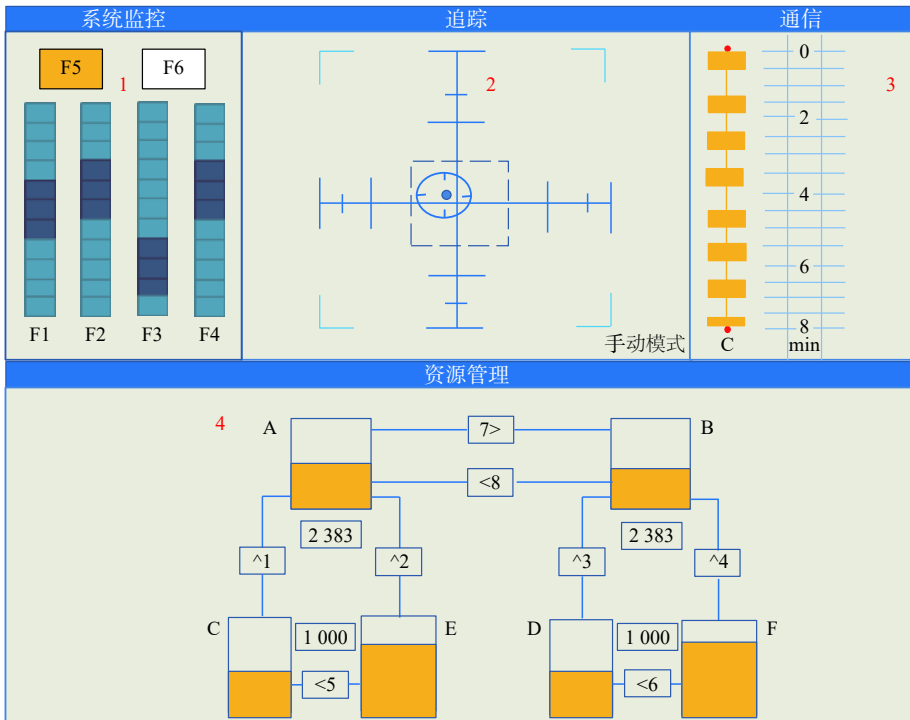 系统监控
追踪
通信
F5
F6
1
2
3
0
2
4
6
8
F1
F2
F3
F4
手动模式
C
min
资源管理
4
A
7>
B
<8
2 383
2 383
^1
^2
^3
^4
C
1 000
E
D
1 000
F
<5
<6